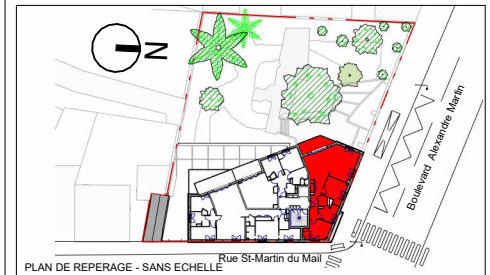 N
Boulevard Alexandre Martin
Rue St-Martin du Mail
PLAN DE REPERAGE - SANS ECHELLE